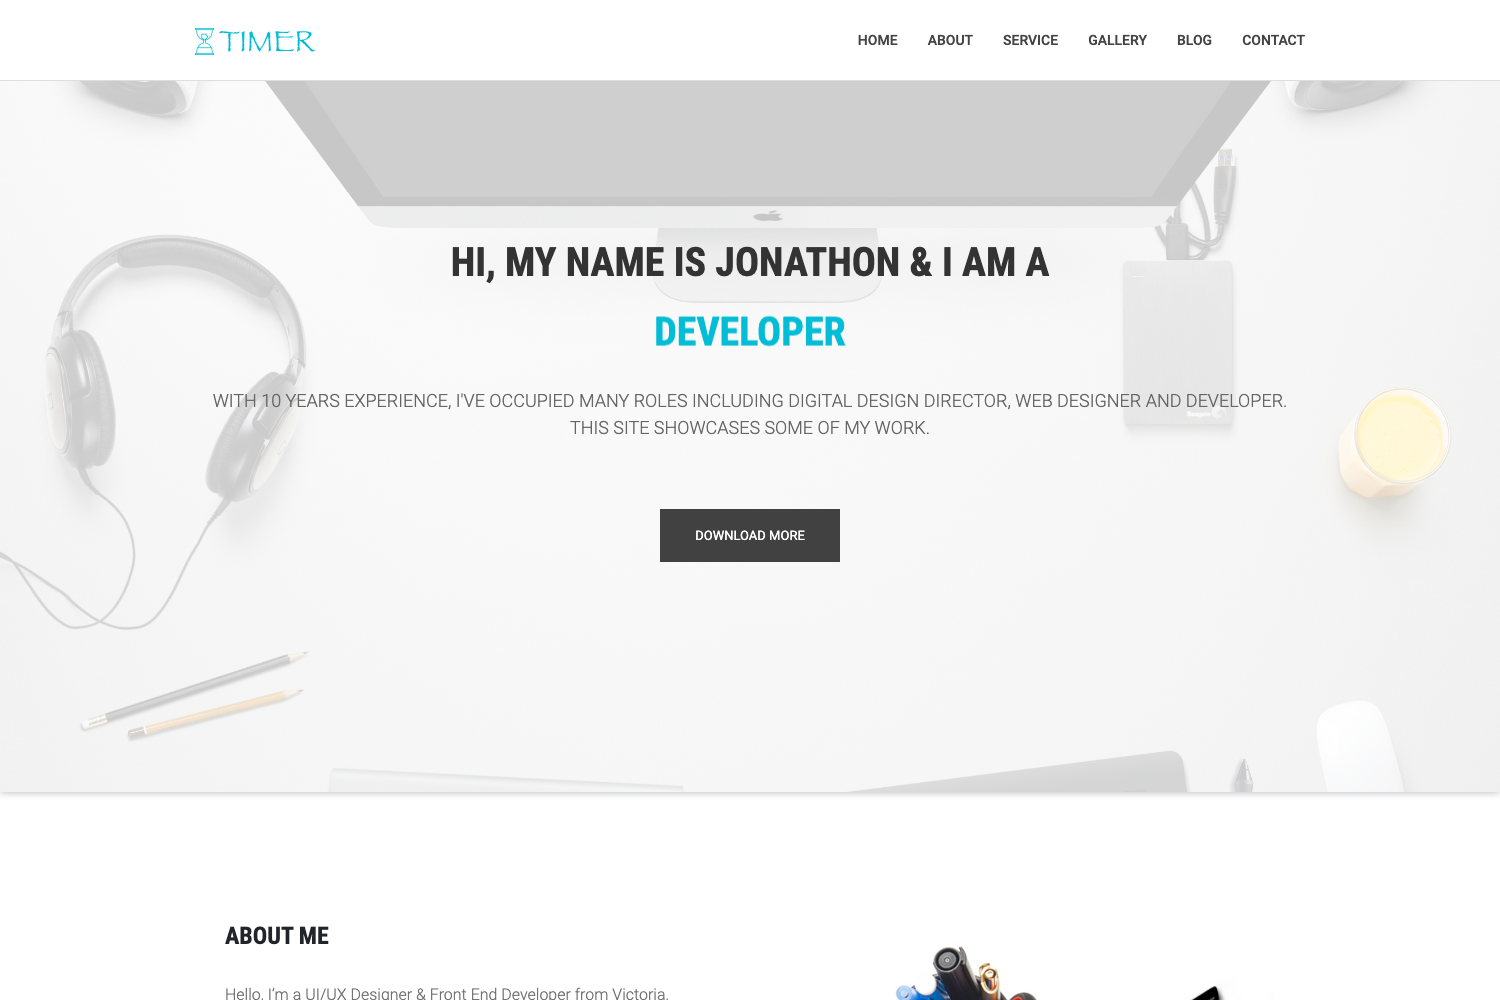 TIMER
HOME ABOUT SERVICE GALLERY BLOG CONTACT
HI, MY NAME IS JONATHON & I AM A
DEVELOPER
WITH 10 YEARS EXPERIENCE, I'VE OCCUPIED MANY ROLES INCLUDING DIGITAL DESIGN DIRECTOR, WEB DESIGNER AND DEVELOPER.
THIS SITE SHOWCASES SOME OF MY WORK.
DOWNLOAD MORE
ABOUT ME
Hello, I’m a UI/UX Designer & Front End Developer from Victoria,